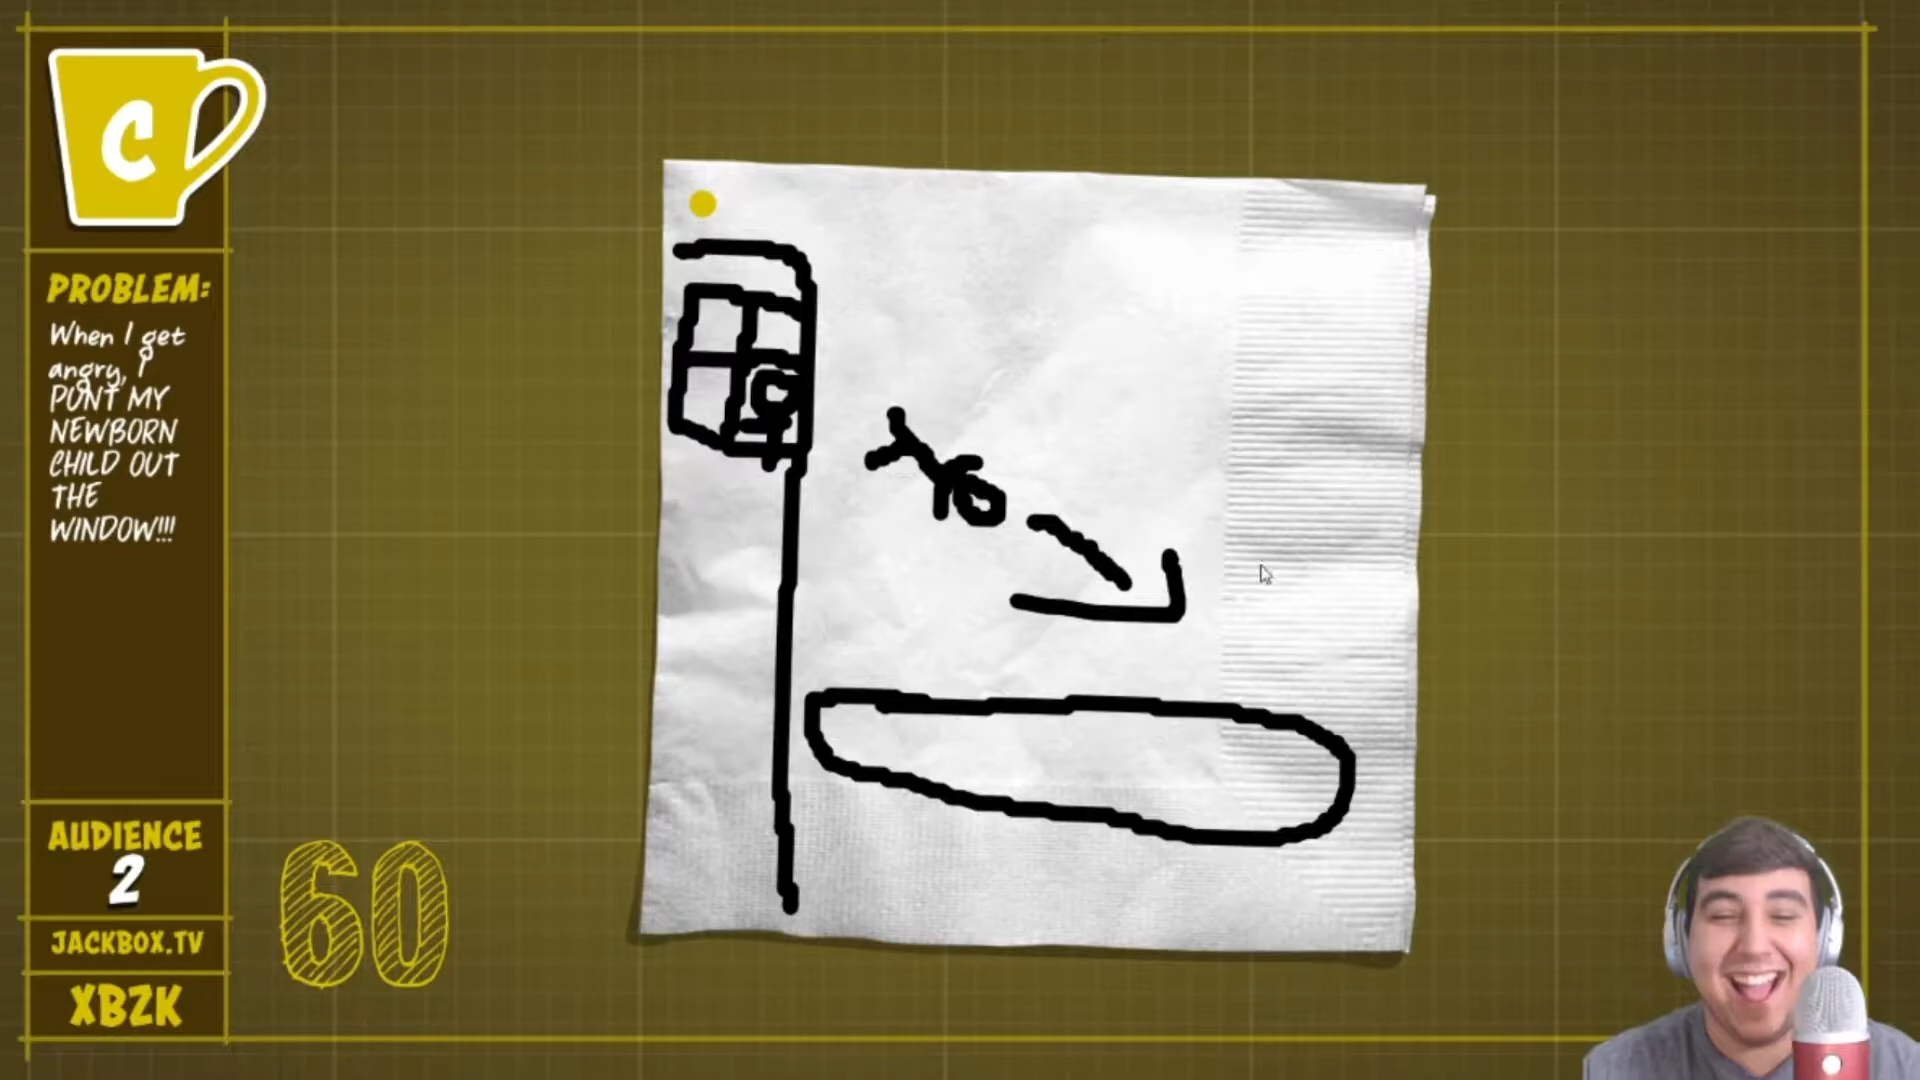 C
PROBLEM:
When I get
angry, I
PUNT MY
NEWBORN
CHILD OUT
THE
WINDOW!!!
AUDIENCE
2
JACKBOX.TV
XBZK
60